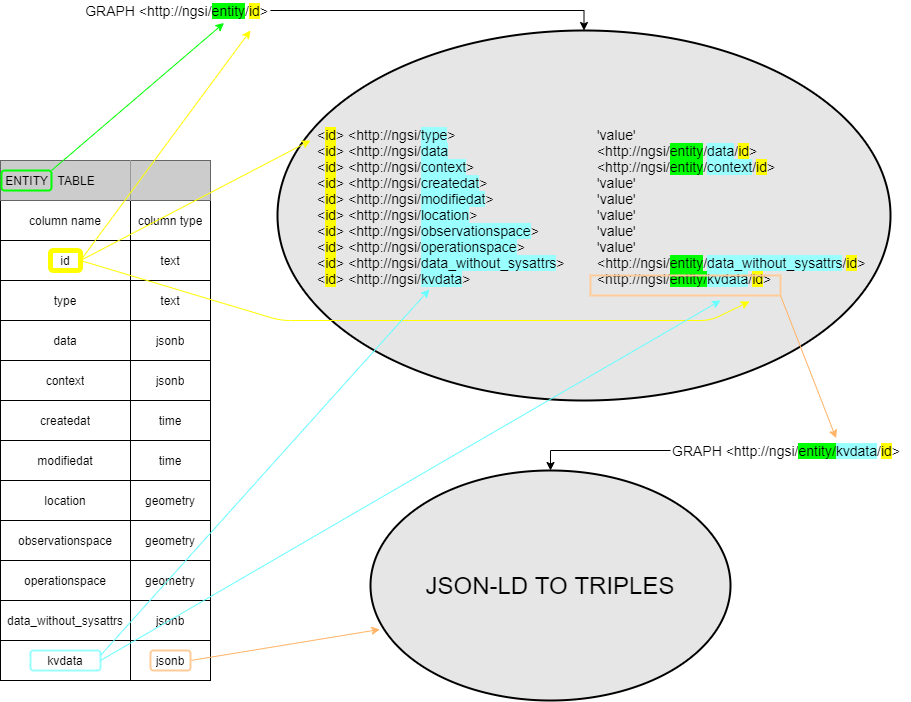 GRAPH <http://ngsi/entity/id>
<id> <http://ngsi/type> 'value'
<id> <http://ngsi/data <http://ngsi/entity/data/id>
<id> <http://ngsi/context> <http://ngsi/entity/context/id>
<id> <http://ngsi/createdat> 'value'
<id> <http://ngsi/modifiedat> 'value'
<id> <http://ngsi/location> 'value'
<id> <http://ngsi/observationspace> 'value'
<id> <http://ngsi/operationspace> 'value'
<id> <http://ngsi/data_without_sysattrs> <http://ngsi/entity/data_without_sysattrs/id>
<id> <http://ngsi/kvdata> <http://ngsi/entity/kvdata/id>
ENTITY TABLE
column name column type
id text
type text
data jsonb
context jsonb
createdat time
modifiedat time
location geometry
observationspace geometry
operationspace geometry
data_without_sysattrs jsonb
kvdata jsonb
GRAPH <http://ngsi/entity/kvdata/id>
JSON-LD TO TRIPLES